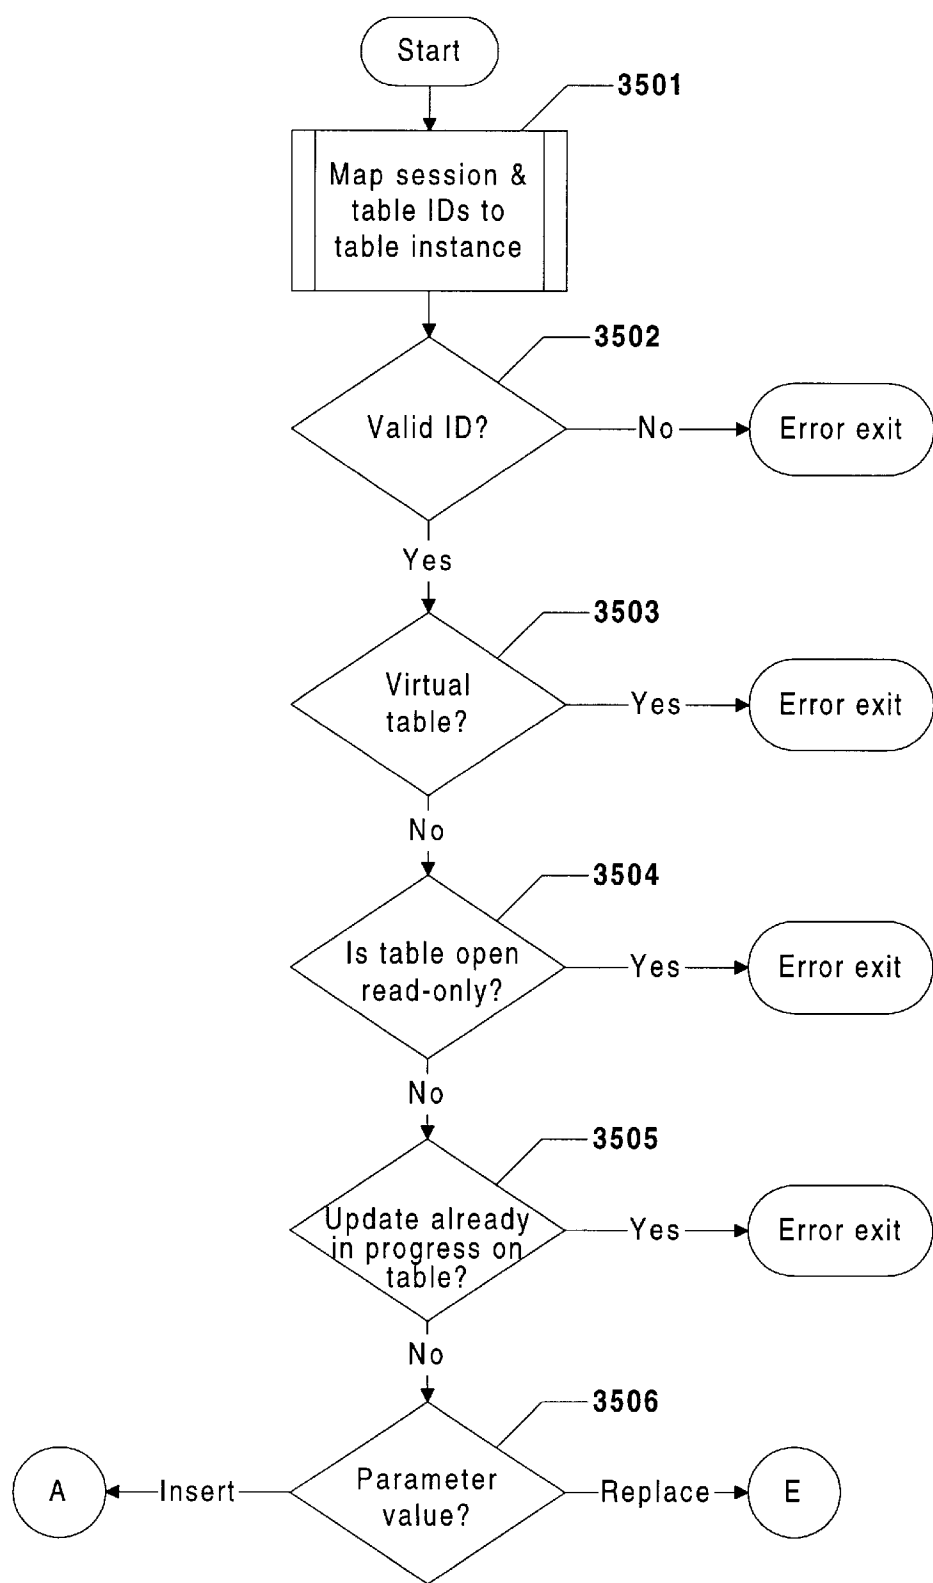 Start
3501
Map session &
table IDs to
table instance
3502
Valid ID?
No
Error exit
Yes
3503
Virtual
table?
Yes
Error exit
No
3504
Is table open
read-only?
Yes
Error exit
No
3505
Update already
in progress on
table?
Yes
Error exit
No
3506
A
Insert
Parameter
value?
Replace
E